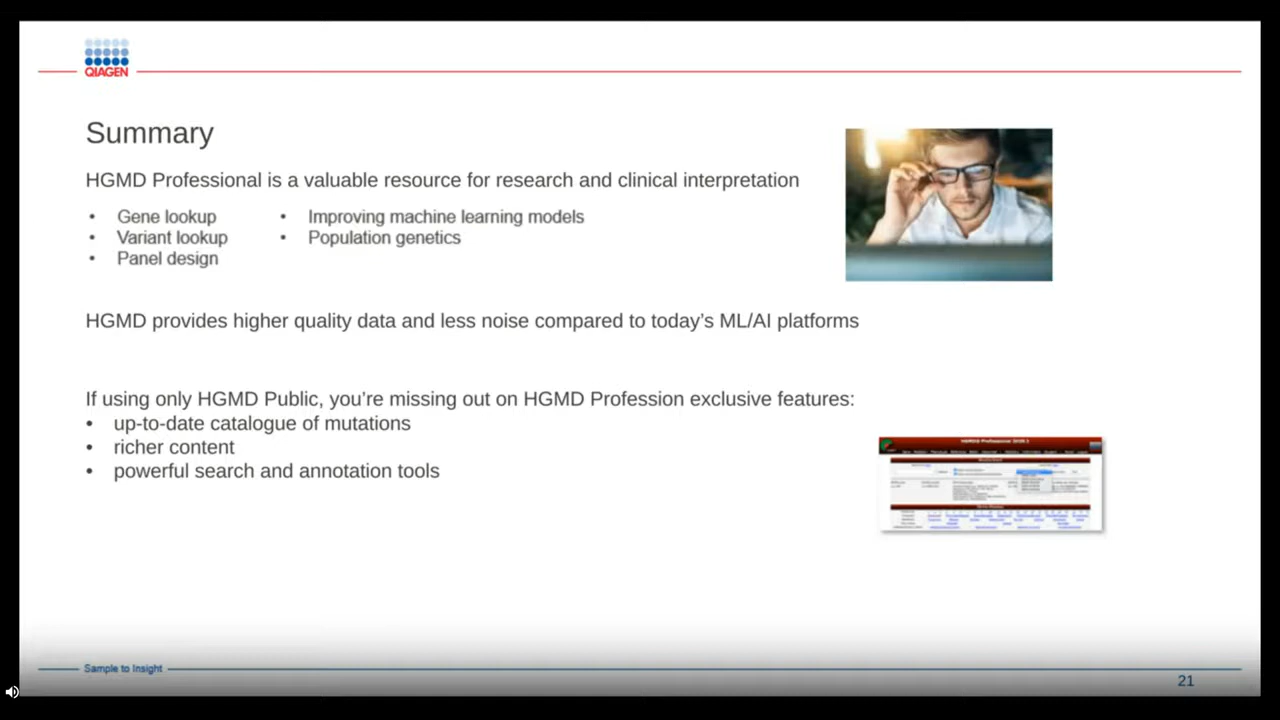 QIAGEN
Summary
HGMD Professional is a valuable resource for research and clinical interpretation
• Gene lookup
• Variant lookup
• Panel design
• Improving machine learning models
• Population genetics
HGMD provides higher quality data and less noise compared to today's ML/AI platforms
If using only HGMD Public, you're missing out on HGMD Profession exclusive features:
• up-to-date catalogue of mutations
• richer content
• powerful search and annotation tools
Sample to Insight
21